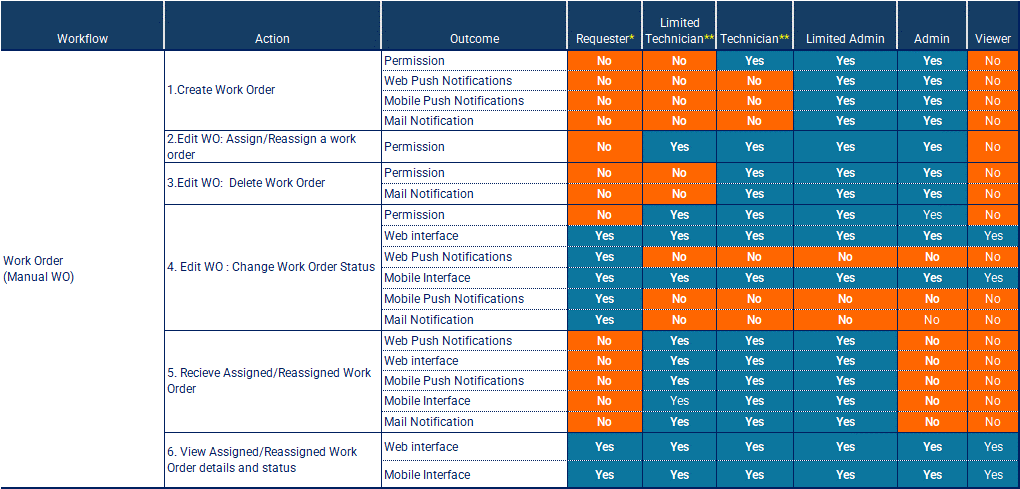 Workflow Action Outcome Requester* Limited Technician** Technician** Limited Admin Admin Viewer
Work Order
(Manual WO)
1.Create Work Order
Permission No No Yes Yes Yes No
Web Push Notifications No No No Yes Yes No
Mobile Push Notifications No No No Yes Yes No
Mail Notification No No No Yes Yes No
2.Edit WO: Assign/Reassign a work
order
Permission No Yes Yes Yes Yes No
3.Edit WO:  Delete Work Order
Permission No No Yes Yes Yes No
Mail Notification No No Yes Yes Yes No
4. Edit WO : Change Work Order Status
Permission No Yes Yes Yes Yes No
Web interface Yes Yes Yes Yes Yes Yes
Web Push Notifications Yes No No No No No
Mobile Interface Yes Yes Yes Yes Yes Yes
Mobile Push Notifications Yes No No No No No
Mail Notification Yes No No No No No
5. Recieve Assigned/Reassigned Work
Order
Web Push Notifications No Yes Yes Yes No No
Web interface No Yes Yes Yes No No
Mobile Push Notifications No Yes Yes Yes No No
Mobile Interface No Yes Yes Yes No No
Mail Notification No Yes Yes Yes No No
6. View Assigned/Reassigned Work
Order details and status
Web interface Yes Yes Yes Yes Yes Yes
Mobile Interface Yes Yes Yes Yes Yes Yes